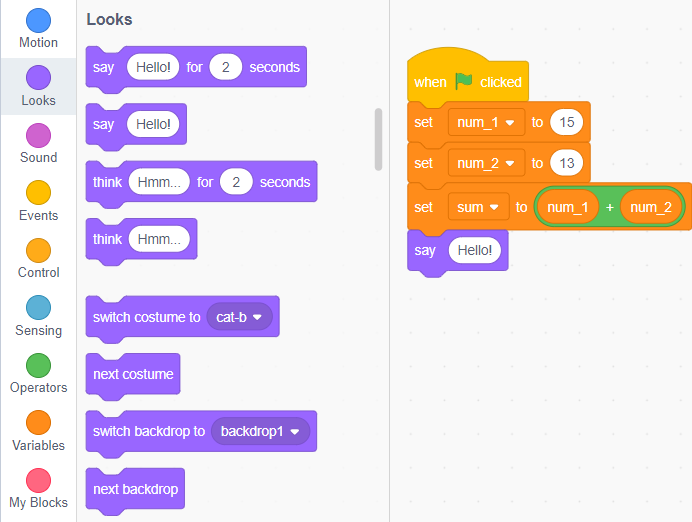 Motion
Looks
Sound
Events
Control
Sensing
Operators
Variables
My Blocks
Looks
say Hello! for 2 seconds
say Hello!
think Hmm... for 2 seconds
think Hmm...
switch costume to cat-b
next costume
switch backdrop to backdrop1
next backdrop
when clicked
set num_1 to 15
set num_2 to 13
set sum to num_1 + num_2
say Hello!